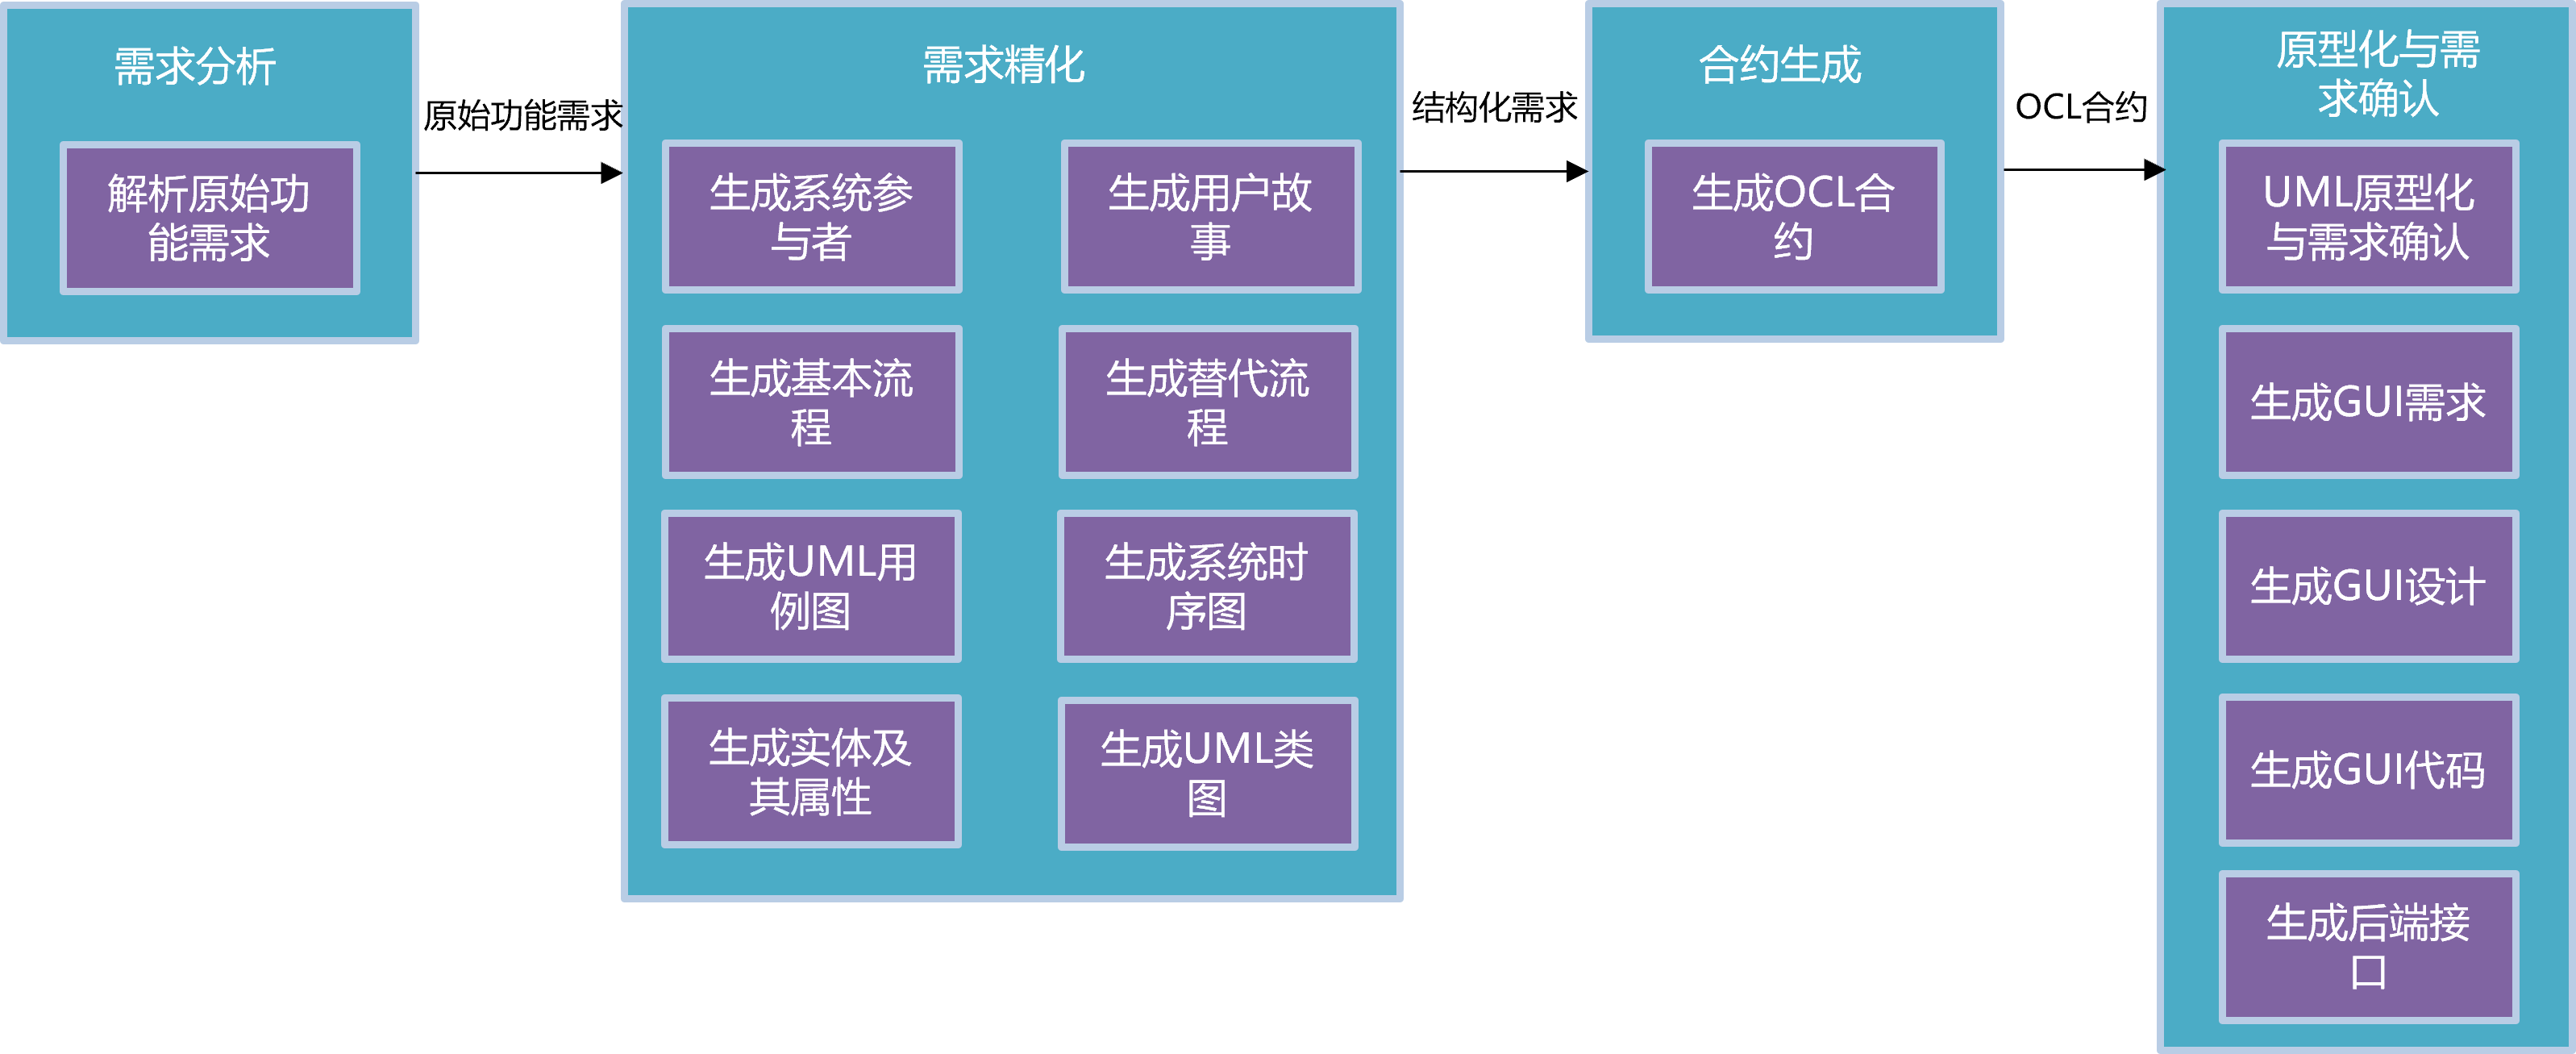 需求分析
解析原始功
能需求
原始功能需求
需求精化
生成系统参
与者
生成用户故
事
生成基本流
程
生成替代流
程
生成UML用
例图
生成系统时
序图
生成实体及
其属性
生成UML类
图
结构化需求
合约生成
生成OCL合
约
OCL合约
原型化与需
求确认
UML原型化
与需求确认
生成GUI需求
生成GUI设计
生成GUI代码
生成后端接
口